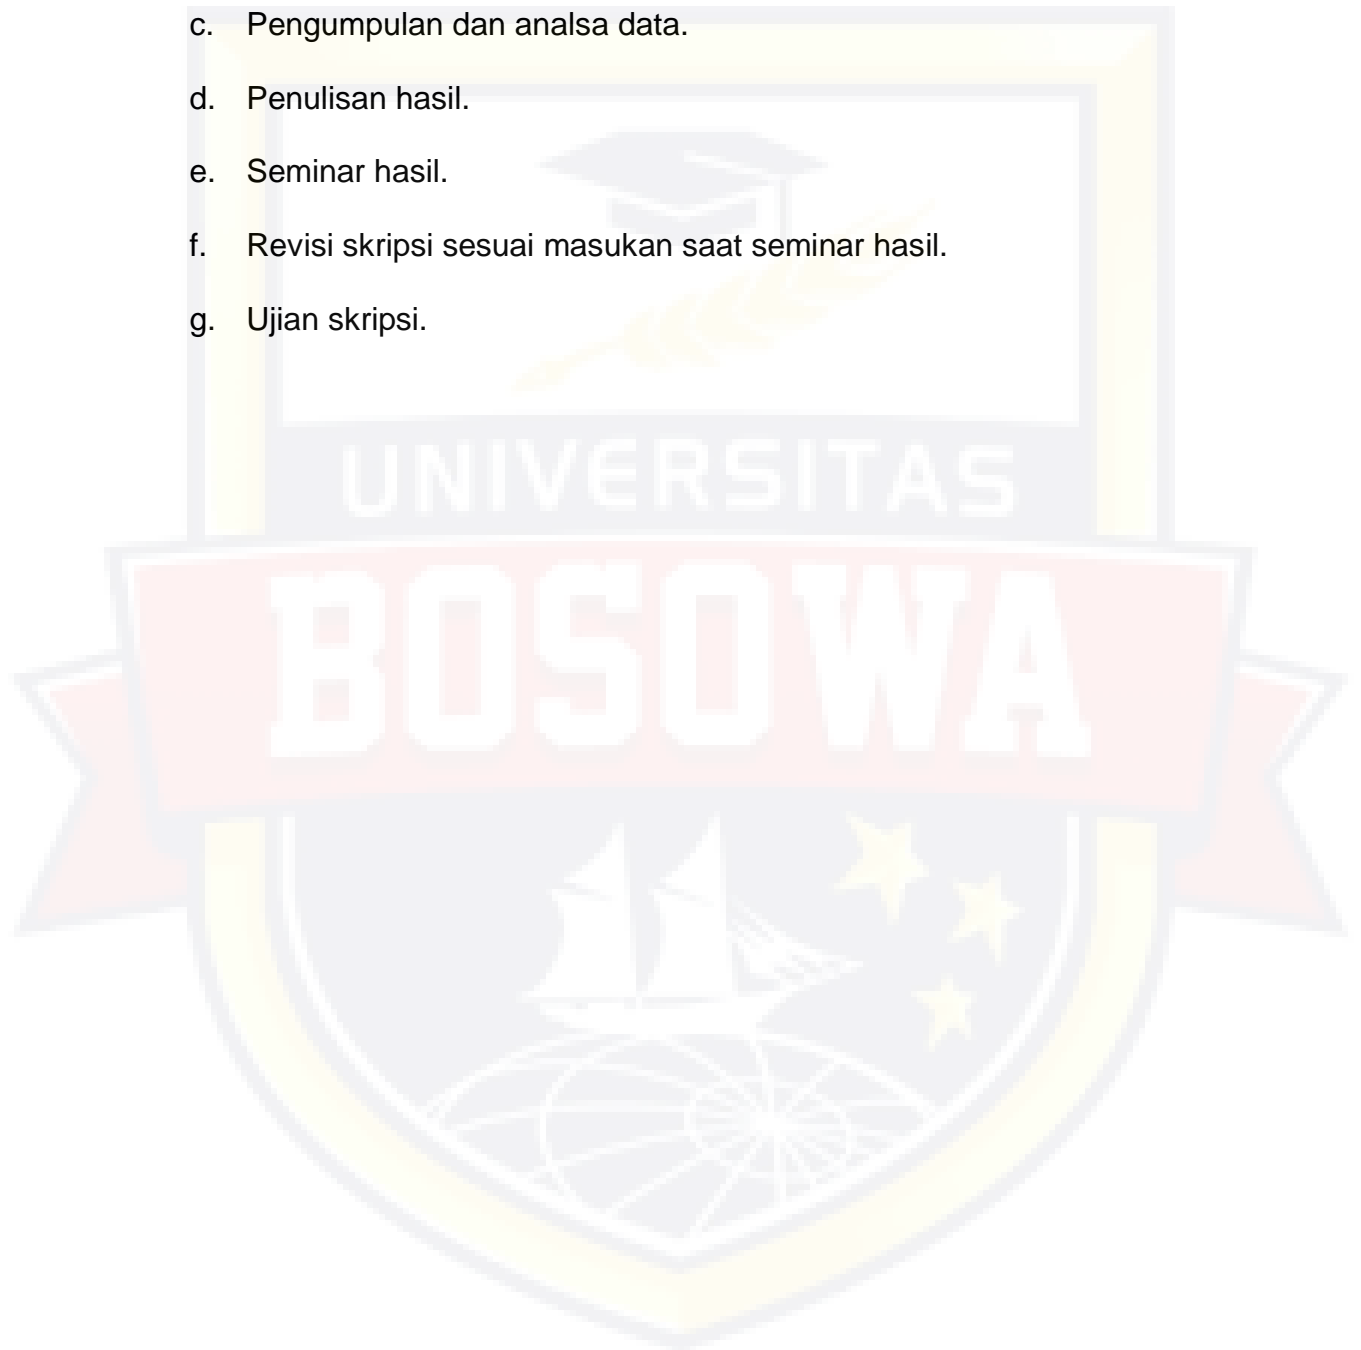 c. Pengumpulan dan analsa data.
d. Penulisan hasil.
e. Seminar hasil.
f. Revisi skripsi sesuai masukan saat seminar hasil.
g. Ujian skripsi.
UNIVERSITAS
BOSOWA